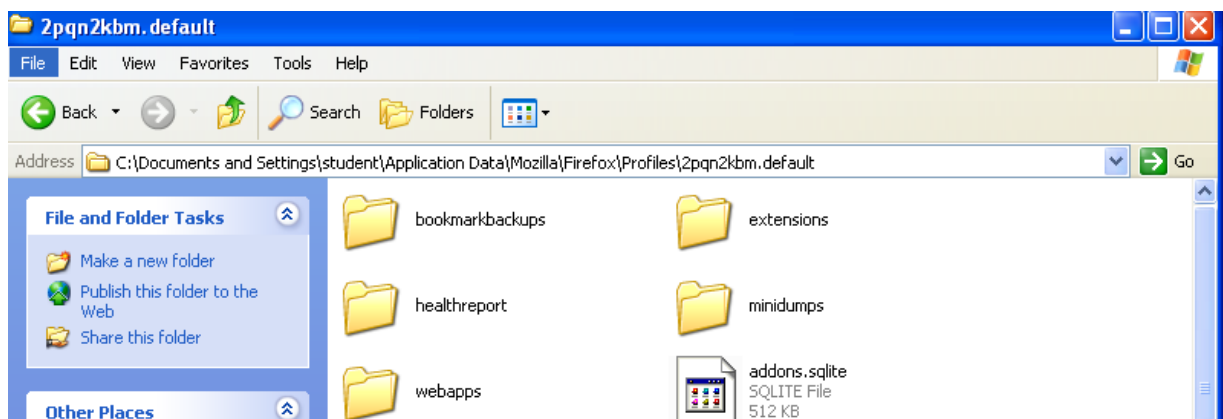 2pqn2kbm.default
File Edit View Favorites Tools Help
Back Search Folders
Address C:\Documents and Settings\student\Application Data\Mozilla\Firefox\Profiles\2pqn2kbm.default Go
File and Folder Tasks
Make a new folder
Publish this folder to the
Web
Share this folder
Other Places
bookmarkbackups
extensions
healthreport
minidumps
webapps
addons.sqlite
SQLITE File
512 KB